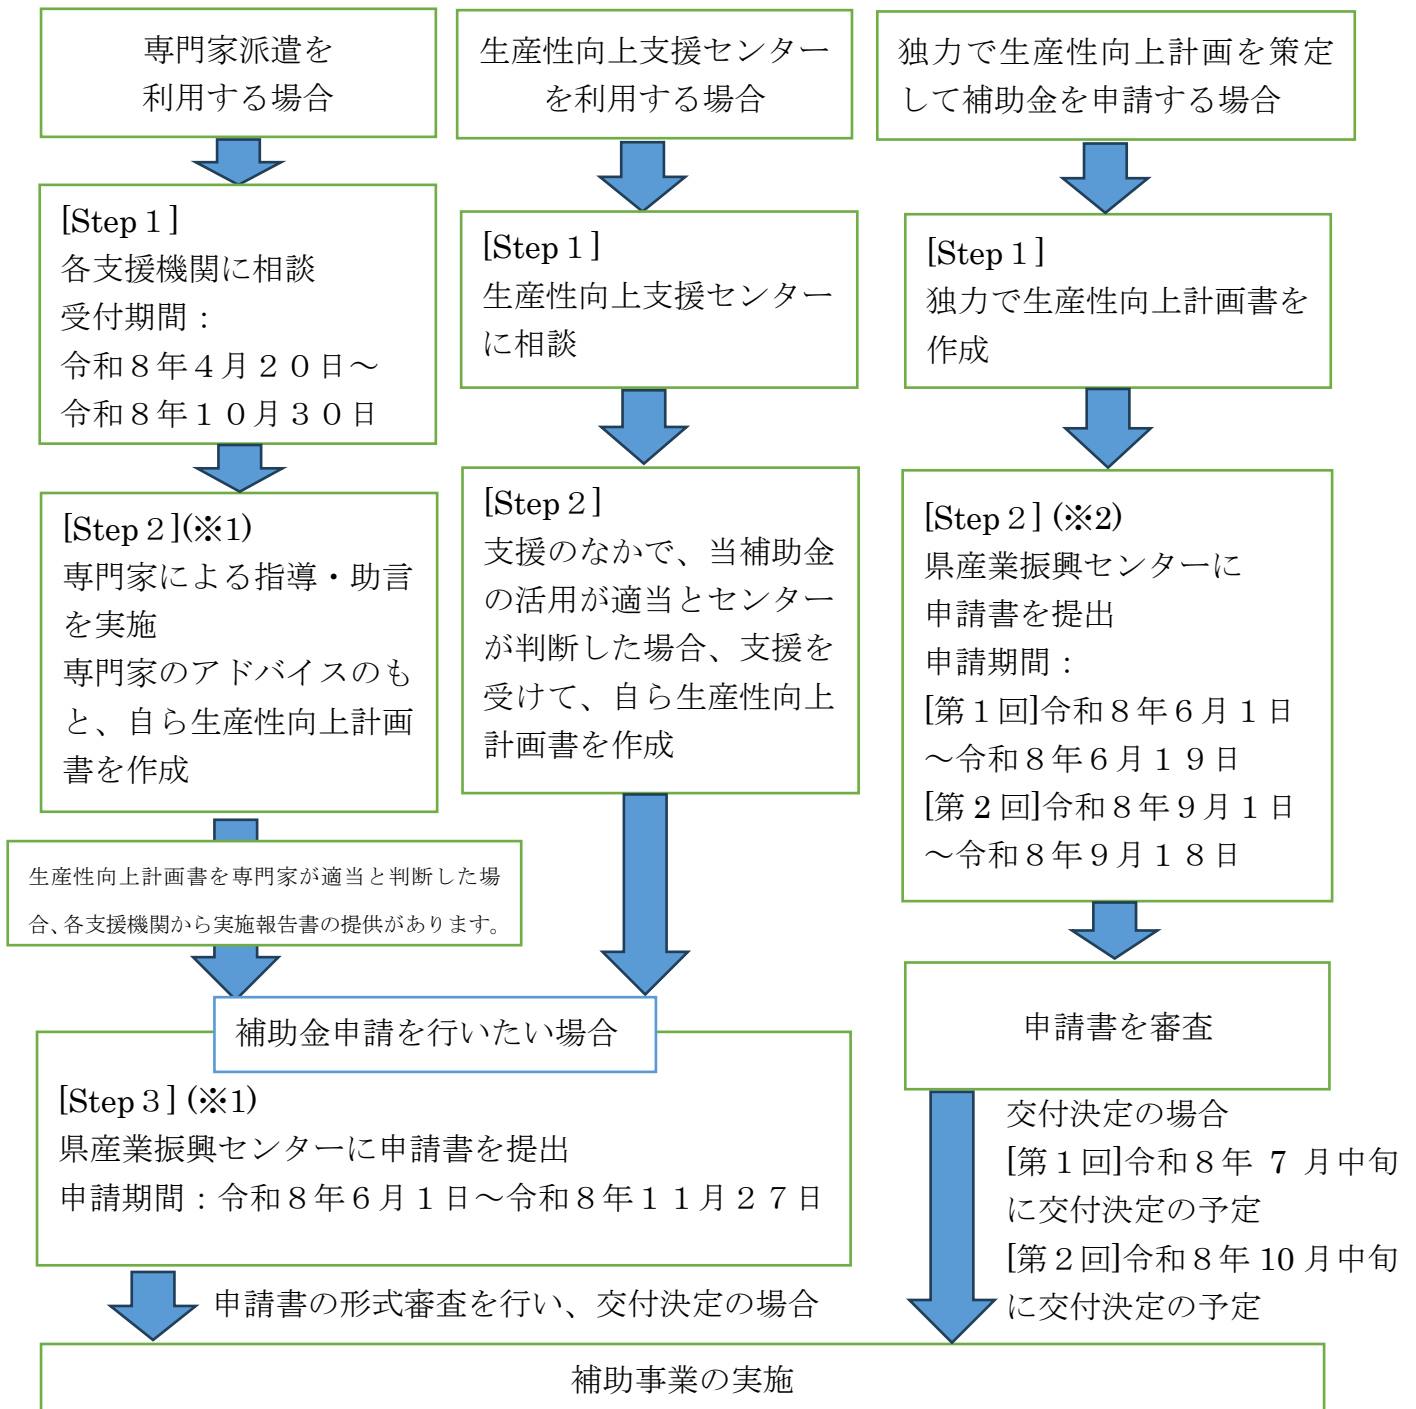 専門家派遣を
利用する場合
[Step１]
各支援機関に相談
受付期間：
令和８年４月２０日～
令和８年１０月３０日
[Step２](※1)
専門家による指導・助言
を実施
専門家のアドバイスのも
と、自ら生産性向上計画
書を作成
生産性向上計画書を専門家が適当と判断した場
合、各支援機関から実施報告書の提供があります。
生産性向上支援センター
を利用する場合
[Step１]
生産性向上支援センター
に相談
[Step２]
支援のなかで、当補助金
の活用が適当とセンター
が判断した場合、支援を
受けて、自ら生産性向上
計画書を作成
補助金申請を行いたい場合
[Step３] (※1)
県産業振興センターに申請書を提出
申請期間：令和８年６月１日～令和８年１１月２７日
申請書の形式審査を行い、交付決定の場合
独力で生産性向上計画を策定
して補助金を申請する場合
[Step１]
独力で生産性向上計画書を
作成
[Step２] (※2)
県産業振興センターに
申請書を提出
申請期間：
[第１回]令和８年６月１日
～令和８年６月１９日
[第２回]令和８年９月１日
～令和８年９月１８日
申請書を審査
交付決定の場合
[第１回]令和８年 7 月中旬
に交付決定の予定
[第２回]令和８年 10 月中旬
に交付決定の予定
補助事業の実施